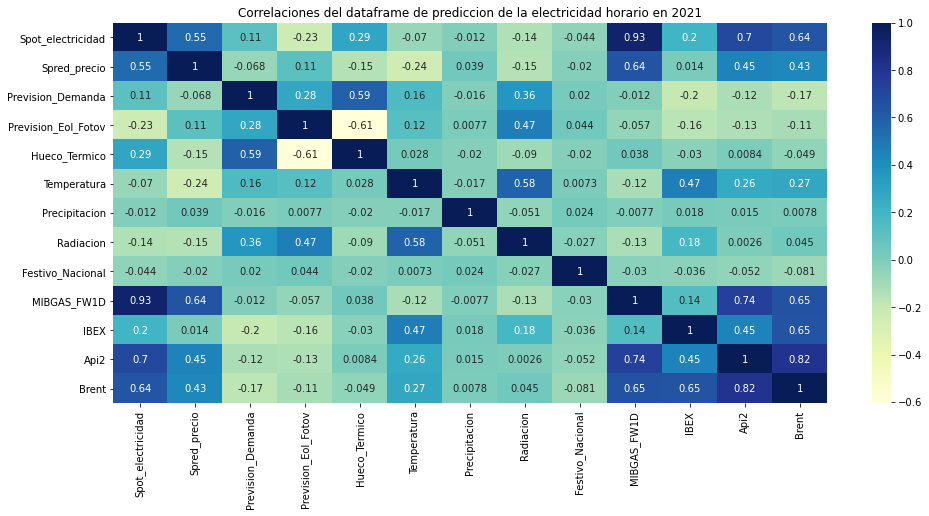 Correlaciones del dataframe de prediccion de la electricidad horario en 2021
Spot_electricidad 1 0.55 0.11 -0.23 0.29 -0.07 -0.012 -0.14 -0.044 0.93 0.2 0.7 0.64
Spred_precio 0.55 1 -0.068 0.11 -0.15 -0.24 0.039 -0.15 -0.02 0.64 0.014 0.45 0.43
Prevision_Demanda 0.11 -0.068 1 0.28 0.59 0.16 -0.016 0.36 0.02 -0.012 -0.2 -0.12 -0.17
Prevision_Eol_Fotov -0.23 0.11 0.28 1 -0.61 0.12 0.0077 0.47 0.044 -0.057 -0.16 -0.13 -0.11
Hueco_Termico 0.29 -0.15 0.59 -0.61 1 0.028 -0.02 -0.09 -0.02 0.038 -0.03 0.0084 -0.049
Temperatura -0.07 -0.24 0.16 0.12 0.028 1 -0.017 0.58 0.0073 -0.12 0.47 0.26 0.27
Precipitacion -0.012 0.039 -0.016 0.0077 -0.02 -0.017 1 -0.051 0.024 -0.0077 0.018 0.015 0.0078
Radiacion -0.14 -0.15 0.36 0.47 -0.09 0.58 -0.051 1 -0.027 -0.13 0.18 0.0026 0.045
Festivo_Nacional -0.044 -0.02 0.02 0.044 -0.02 0.0073 0.024 -0.027 1 -0.03 -0.036 -0.052 -0.081
MIBGAS_FW1D 0.93 0.64 -0.012 -0.057 0.038 -0.12 -0.0077 -0.13 -0.03 1 0.14 0.74 0.65
IBEX 0.2 0.014 -0.2 -0.16 -0.03 0.47 0.018 0.18 -0.036 0.14 1 0.45 0.65
Api2 0.7 0.45 -0.12 -0.13 0.0084 0.26 0.015 0.0026 -0.052 0.74 0.45 1 0.82
Brent 0.64 0.43 -0.17 -0.11 -0.049 0.27 0.0078 0.045 -0.081 0.65 0.65 0.82 1
Spot_electricidad
Spred_precio
Prevision_Demanda
Prevision_Eol_Fotov
Hueco_Termico
Temperatura
Precipitacion
Radiacion
Festivo_Nacional
MIBGAS_FW1D
IBEX
Api2
Brent
1.0
0.8
0.6
0.4
0.2
0.0
−0.2
−0.4
−0.6